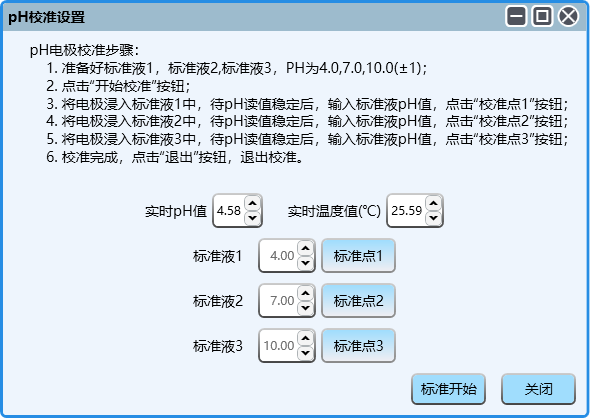 pH校准设置
pH电极校准步骤：
1. 准备好标准液1，标准液2,标准液3，PH为4.0,7.0,10.0(±1)；
2. 点击“开始校准”按钮；
3. 将电极浸入标准液1中，待pH读值稳定后，输入标准液pH值，点击“校准点1”按钮；
4. 将电极浸入标准液2中，待pH读值稳定后，输入标准液pH值，点击“校准点2”按钮；
5. 将电极浸入标准液3中，待pH读值稳定后，输入标准液pH值，点击“校准点3”按钮；
6. 校准完成，点击“退出”按钮，退出校准。
实时pH值 4.58 实时温度值(℃) 25.59
标准液1 4.00 标准点1
标准液2 7.00 标准点2
标准液3 10.00 标准点3
标准开始 关闭